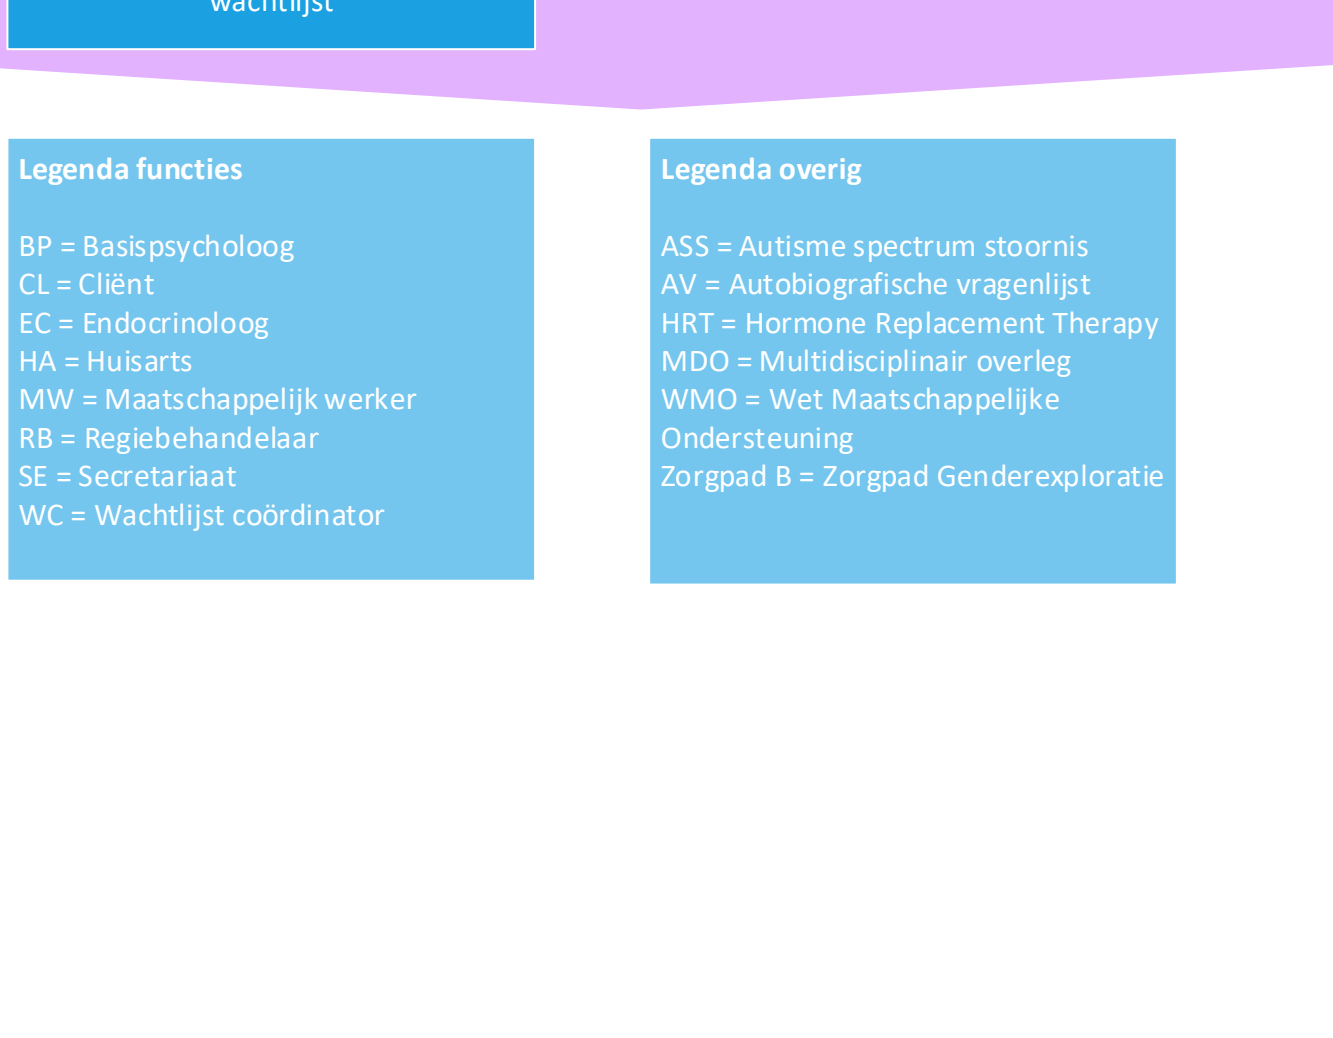 wachtlijst
Legenda functies
BP = Basispsycholoog
CL = Cliënt
EC = Endocrinoloog
HA = Huisarts
MW = Maatschappelijk werker
RB = Regiebehandelaar
SE = Secretariaat
WC = Wachtlijst coördinator
Legenda overig
ASS = Autisme spectrum stoornis
AV = Autobiografische vragenlijst
HRT = Hormone Replacement Therapy
MDO = Multidisciplinair overleg
WMO = Wet Maatschappelijke
Ondersteuning
Zorgpad B = Zorgpad Genderexploratie